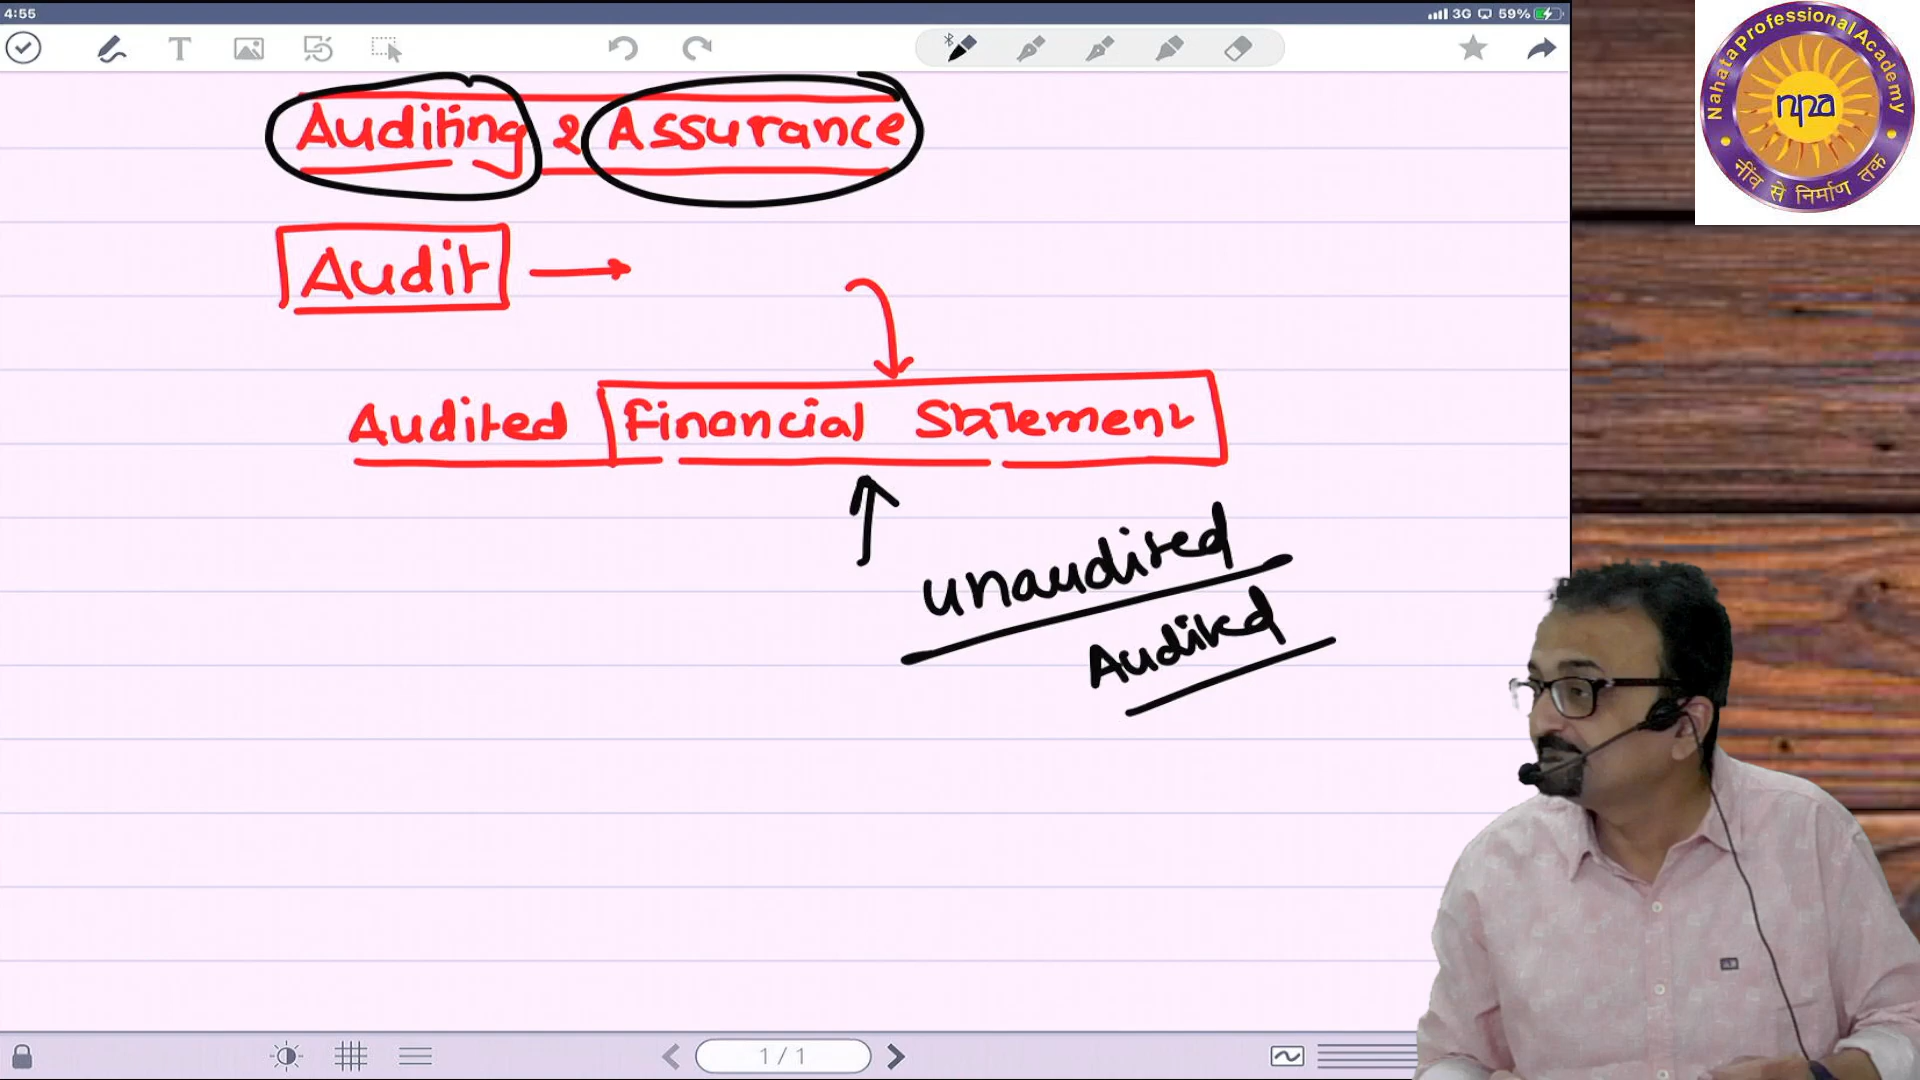 4:55
3G 59%
Nahata Professional Academy
npa
नींव से निर्माण तक
T
Auditing & Assurance
Audit →
Audited Financial Statement
unaudited
Audited
1 / 1